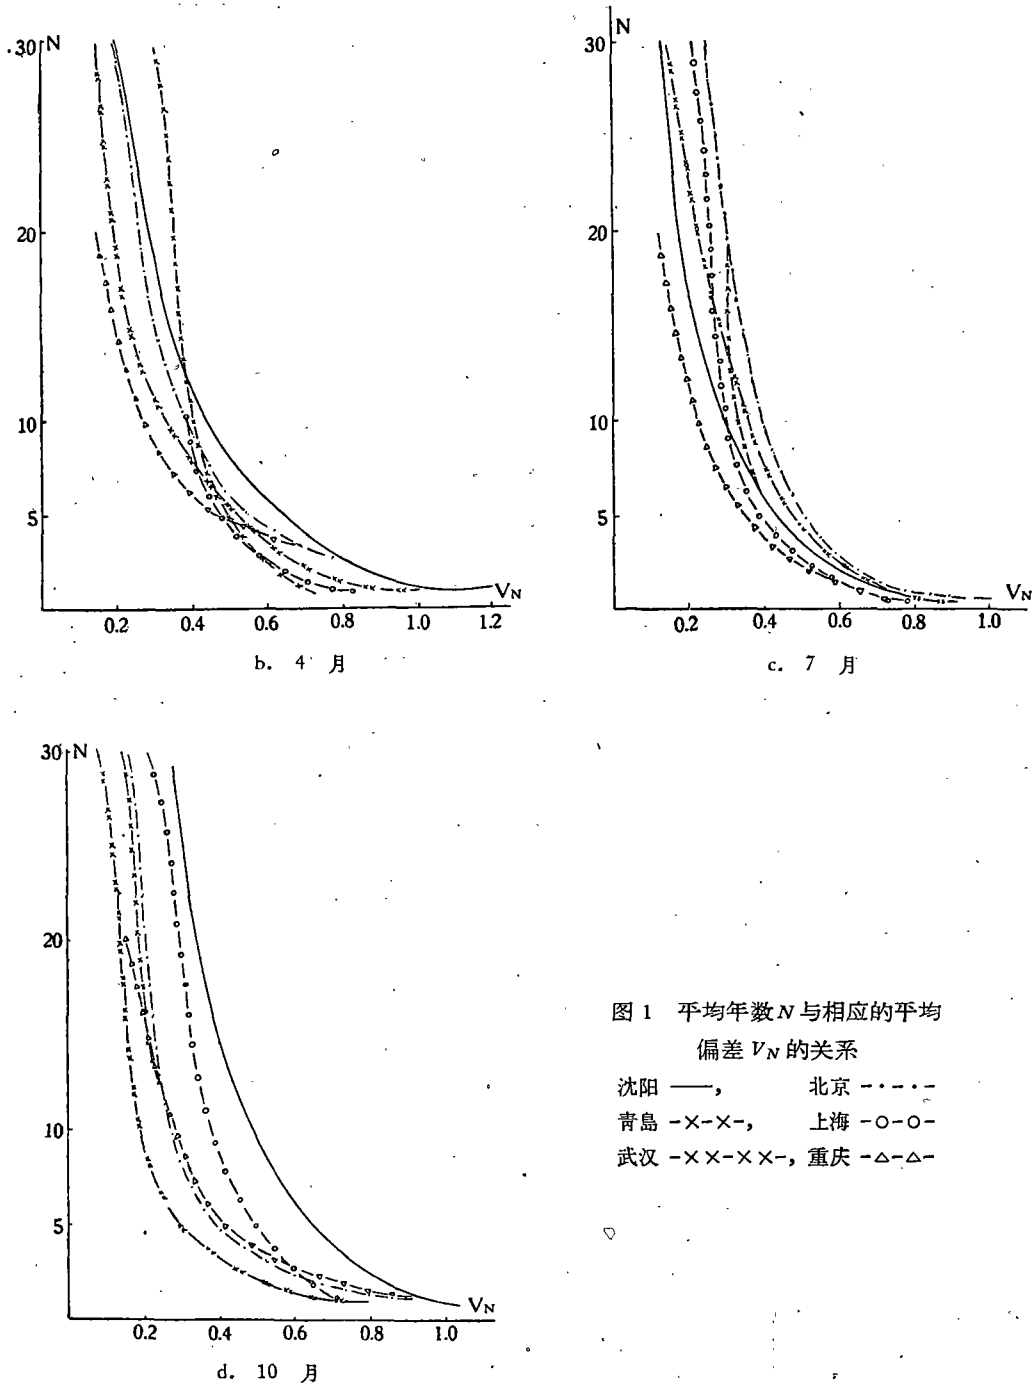 30 N
20
10
5
V_N
0.2 0.4 0.6 0.8 1.0 1.2
b. 4 月
N
30
20
10
5
V_N
0.2 0.4 0.6 0.8 1.0
c. 7 月
30 N
20
10
5
V_N
0.2 0.4 0.6 0.8 1.0
d. 10 月
图 1 平均年数 N 与相应的平均
偏差 V_N 的关系
沈阳 ——, 北京 -·-·-
青島 -×-×-, 上海 -○-○-
武汉 -××-××-, 重庆 -△-△-